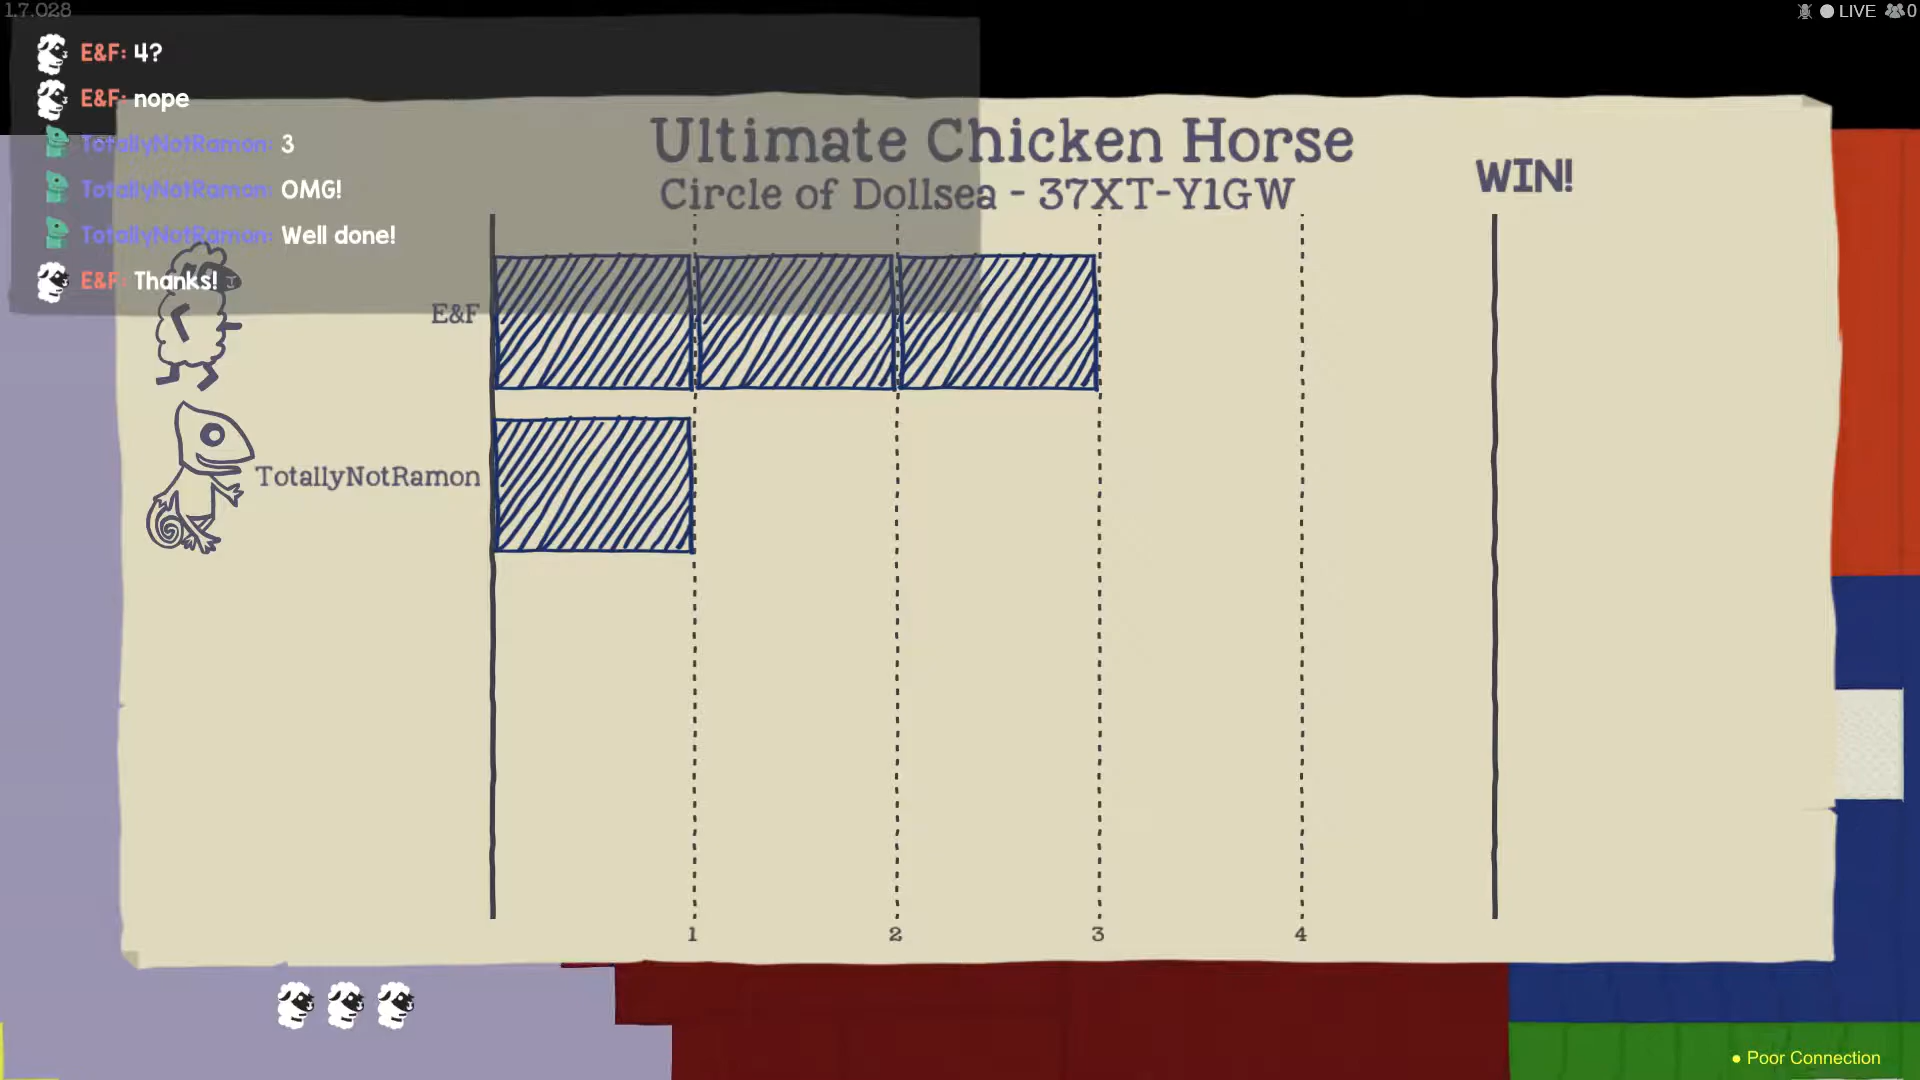 1.7.028
LIVE 0
E&F: 4?
E&F: nope
TotallyNotRamon: 3
TotallyNotRamon: OMG!
TotallyNotRamon: Well done!
E&F: Thanks!
Ultimate Chicken Horse
Circle of Dollsea - 37XT-Y1GW
WIN!
E&F
TotallyNotRamon
1 2 3 4
Poor Connection